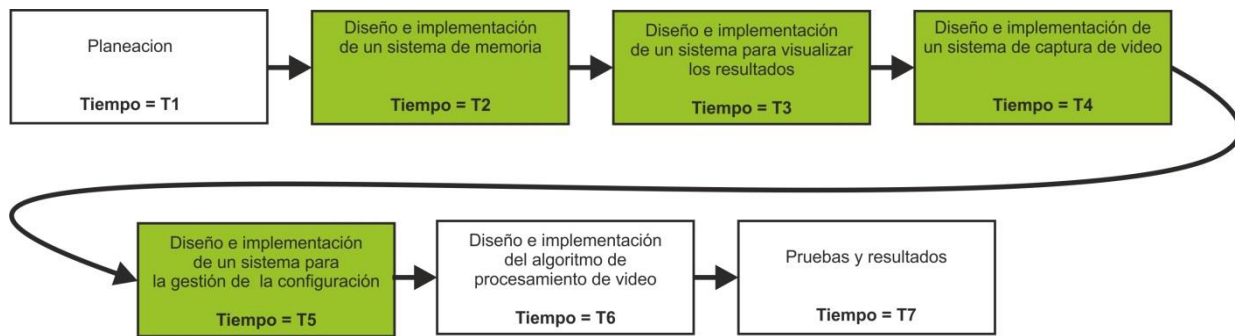 Planeacion
Tiempo = T1
Diseño e implementación
de un sistema de memoria
Tiempo = T2
Diseño e implementación
de un sistema para visualizar
los resultados
Tiempo = T3
Diseño e implementación de
un sistema de captura de video
Tiempo = T4
Diseño e implementación
de un sistema para
la gestión de la configuración
Tiempo = T5
Diseño e implementación
del algoritmo de
procesamiento de video
Tiempo = T6
Pruebas y resultados
Tiempo = T7